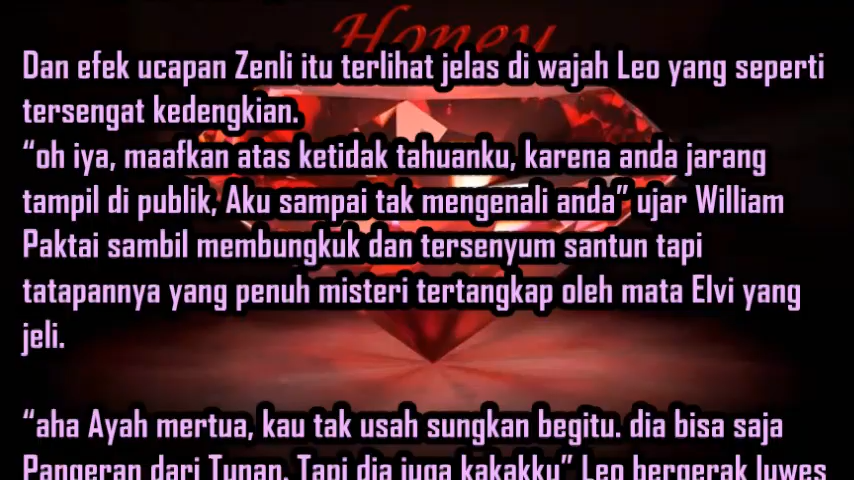 Honey
Dan efek ucapan Zenli itu terlihat jelas di wajah Leo yang seperti
tersengat kedengkian.
“oh iya, maafkan atas ketidak tahuanku, karena anda jarang
tampil di publik, Aku sampai tak mengenali anda” ujar William
Paktai sambil membungkuk dan tersenyum santun tapi
tatapannya yang penuh misteri tertangkap oleh mata Elvi yang
jeli.
“aha Ayah mertua, kau tak usah sungkan begitu. dia bisa saja
Pangeran dari Tunan. Tapi dia juga kakakku” Leo bergerak luwes